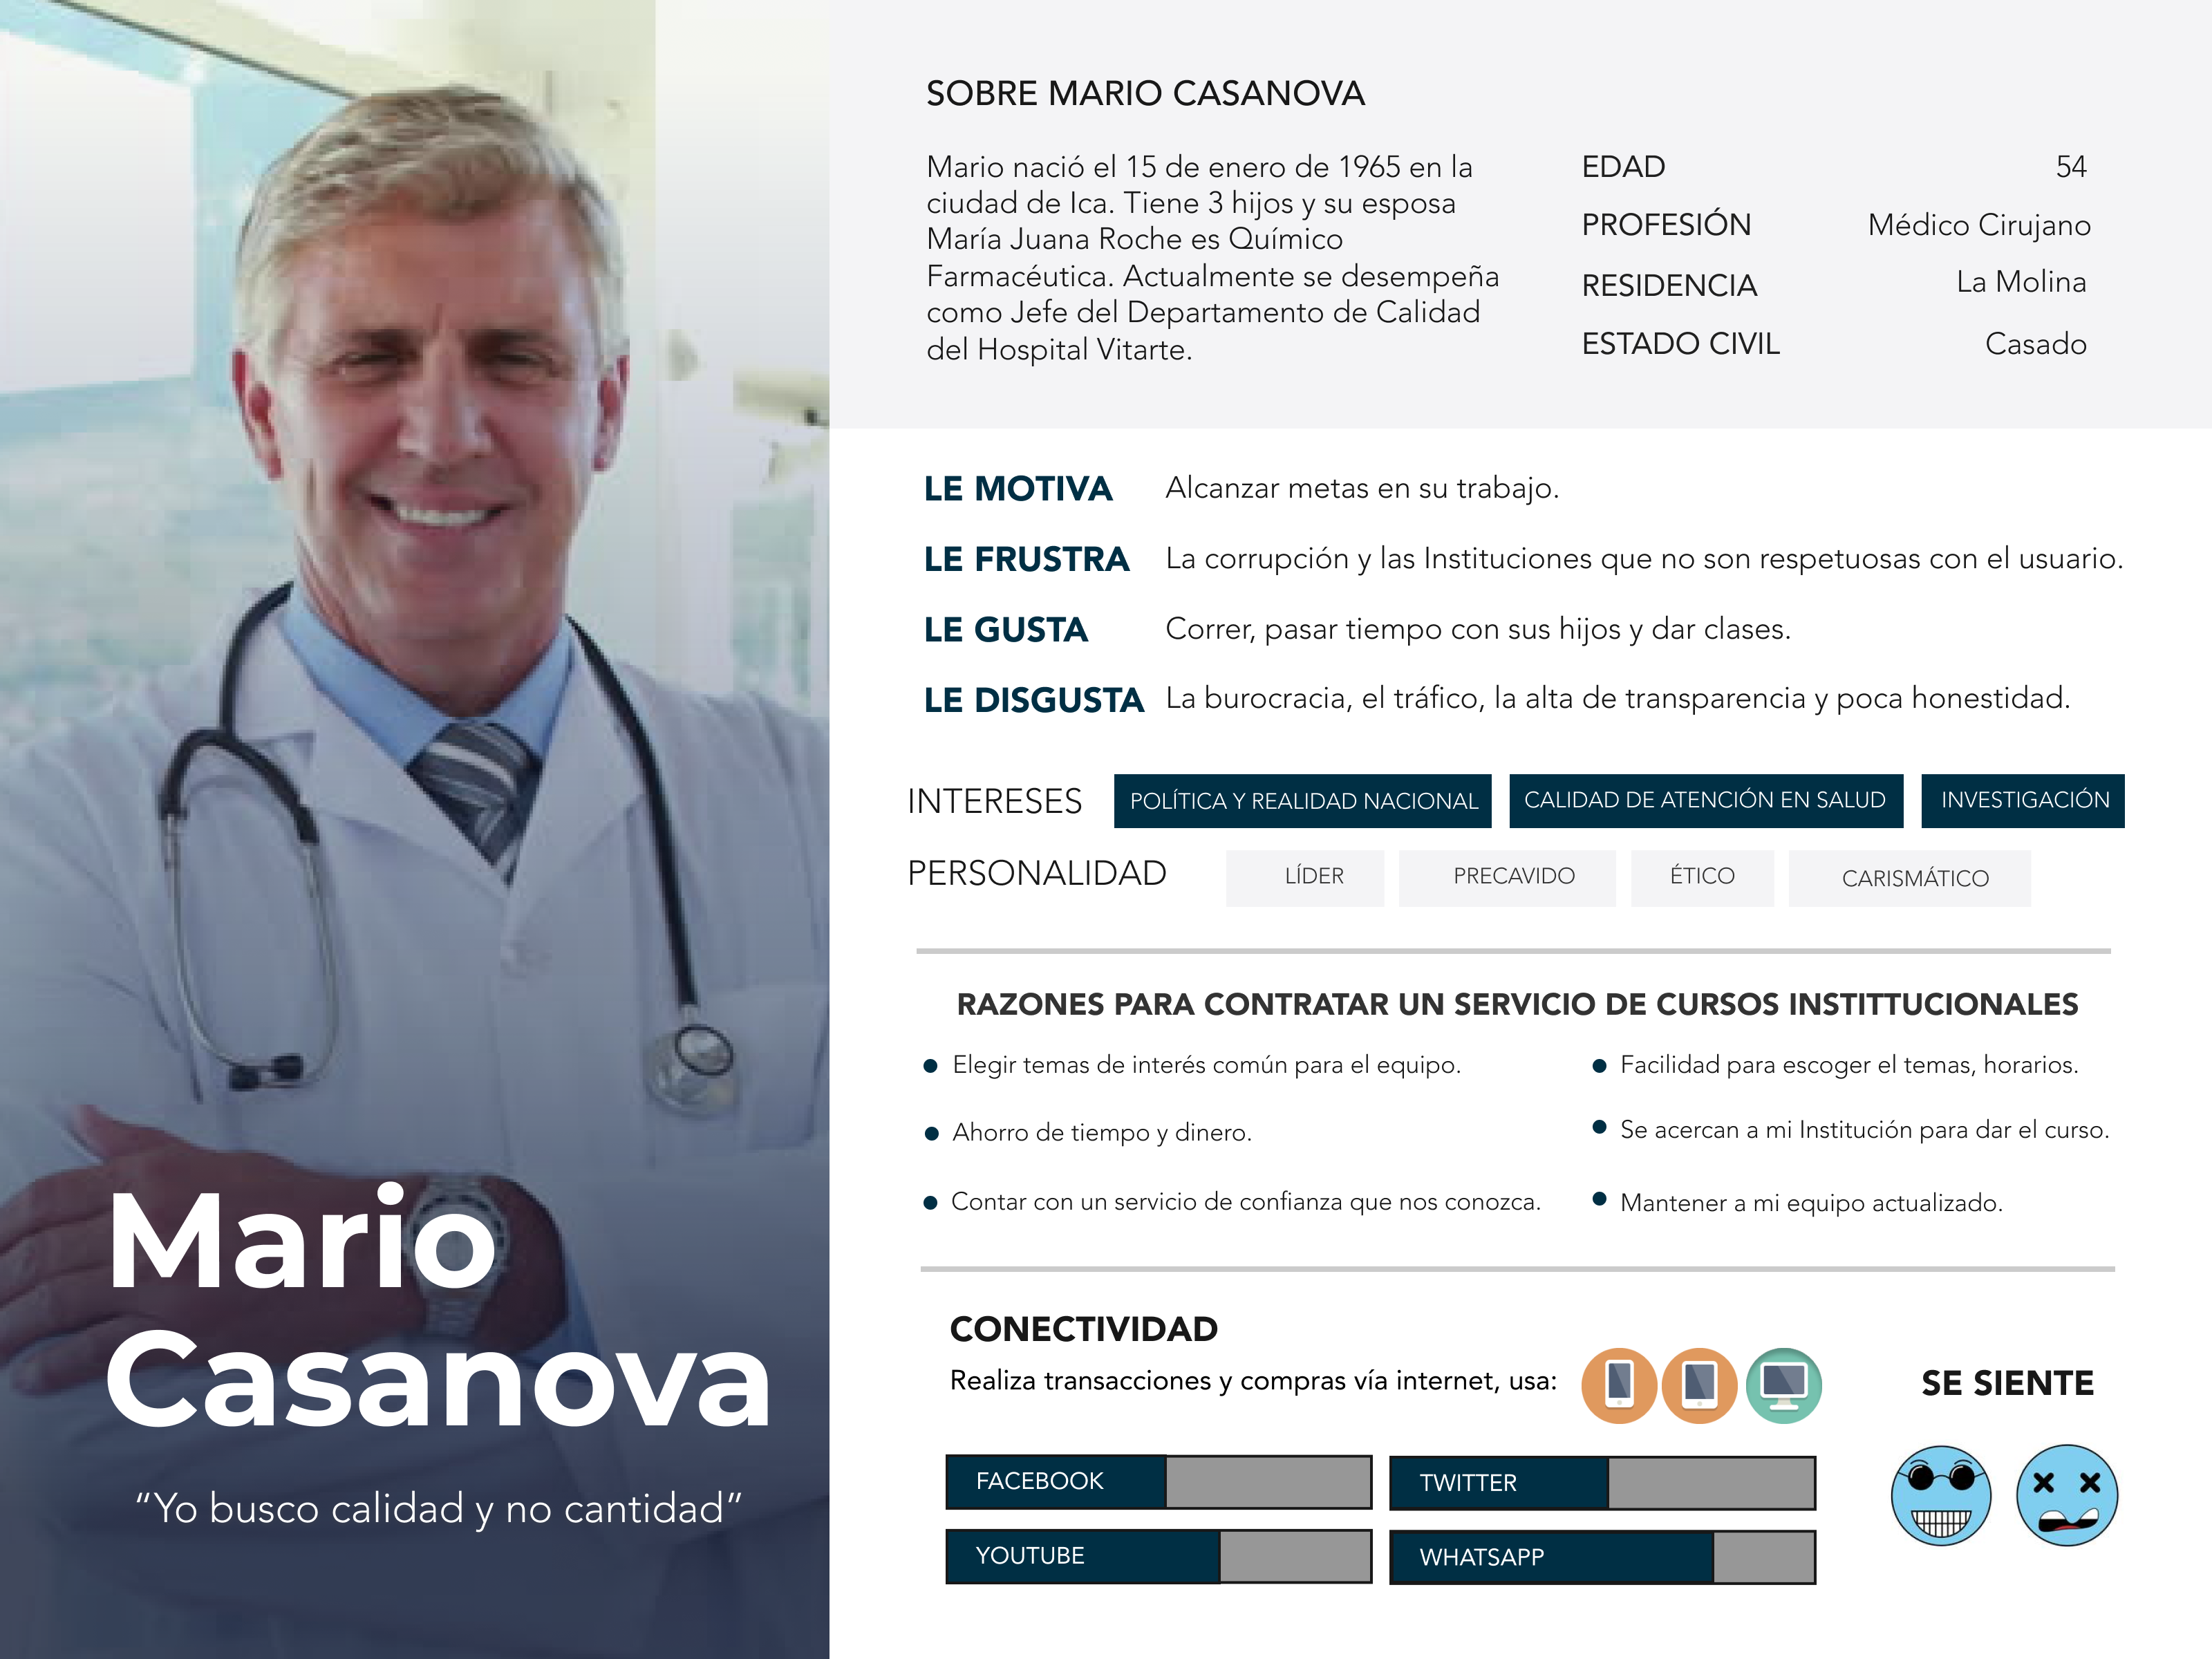 Mario
Casanova
“Yo busco calidad y no cantidad”
SOBRE MARIO CASANOVA
Mario nació el 15 de enero de 1965 en la
ciudad de Ica. Tiene 3 hijos y su esposa
María Juana Roche es Químico
Farmacéutica. Actualmente se desempeña
como Jefe del Departamento de Calidad
del Hospital Vitarte.
EDAD 54
PROFESIÓN Médico Cirujano
RESIDENCIA La Molina
ESTADO CIVIL Casado
LE MOTIVA Alcanzar metas en su trabajo.
LE FRUSTRA La corrupción y las Instituciones que no son respetuosas con el usuario.
LE GUSTA Correr, pasar tiempo con sus hijos y dar clases.
LE DISGUSTA La burocracia, el tráfico, la alta de transparencia y poca honestidad.
INTERESES POLÍTICA Y REALIDAD NACIONAL CALIDAD DE ATENCIÓN EN SALUD INVESTIGACIÓN
PERSONALIDAD LÍDER PRECAVIDO ÉTICO CARISMÁTICO
RAZONES PARA CONTRATAR UN SERVICIO DE CURSOS INSTITTUCIONALES
Elegir temas de interés común para el equipo.
Ahorro de tiempo y dinero.
Contar con un servicio de confianza que nos conozca.
Facilidad para escoger el temas, horarios.
Se acercan a mi Institución para dar el curso.
Mantener a mi equipo actualizado.
CONECTIVIDAD
Realiza transacciones y compras vía internet, usa:
FACEBOOK TWITTER
YOUTUBE WHATSAPP
SE SIENTE